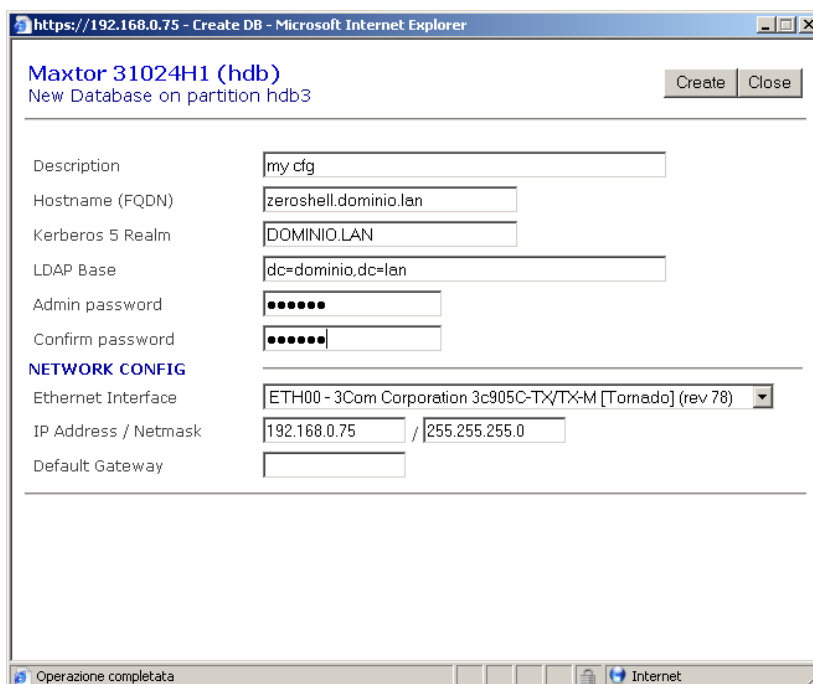 https://192.168.0.75 - Create DB - Microsoft Internet Explorer
Maxtor 31024H1 (hdb)
New Database on partition hdb3
Create Close
Description my cfg
Hostname (FQDN) zeroshell.dominio.lan
Kerberos 5 Realm DOMINIO.LAN
LDAP Base dc=dominio,dc=lan
Admin password ●●●●●●
Confirm password ●●●●●●
NETWORK CONFIG
Ethernet Interface ETH00 - 3Com Corporation 3c905C-TX/TX-M [Tornado] (rev 78)
IP Address / Netmask 192.168.0.75 / 255.255.255.0
Default Gateway
Operazione completata Internet